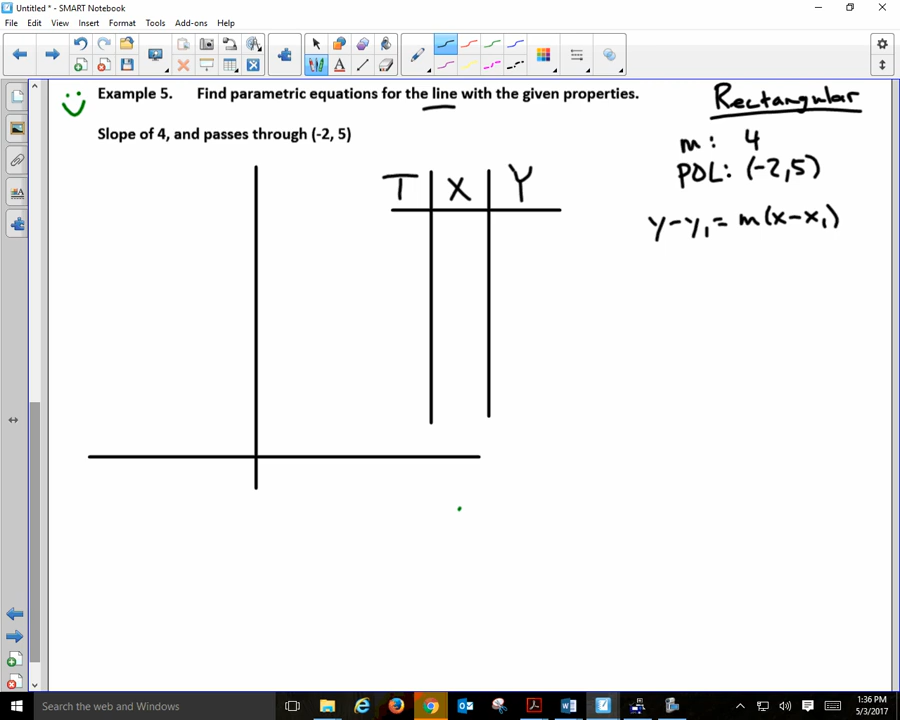 Untitled * - SMART Notebook
File Edit View Insert Format Tools Add-ons Help
Example 5. Find parametric equations for the line with the given properties.
Slope of 4, and passes through (-2, 5)
Rectangular
m: 4
POL: (-2,5)
y-y₁= m(x-x₁)
T X Y
Search the web and Windows
1:36 PM
5/3/2017